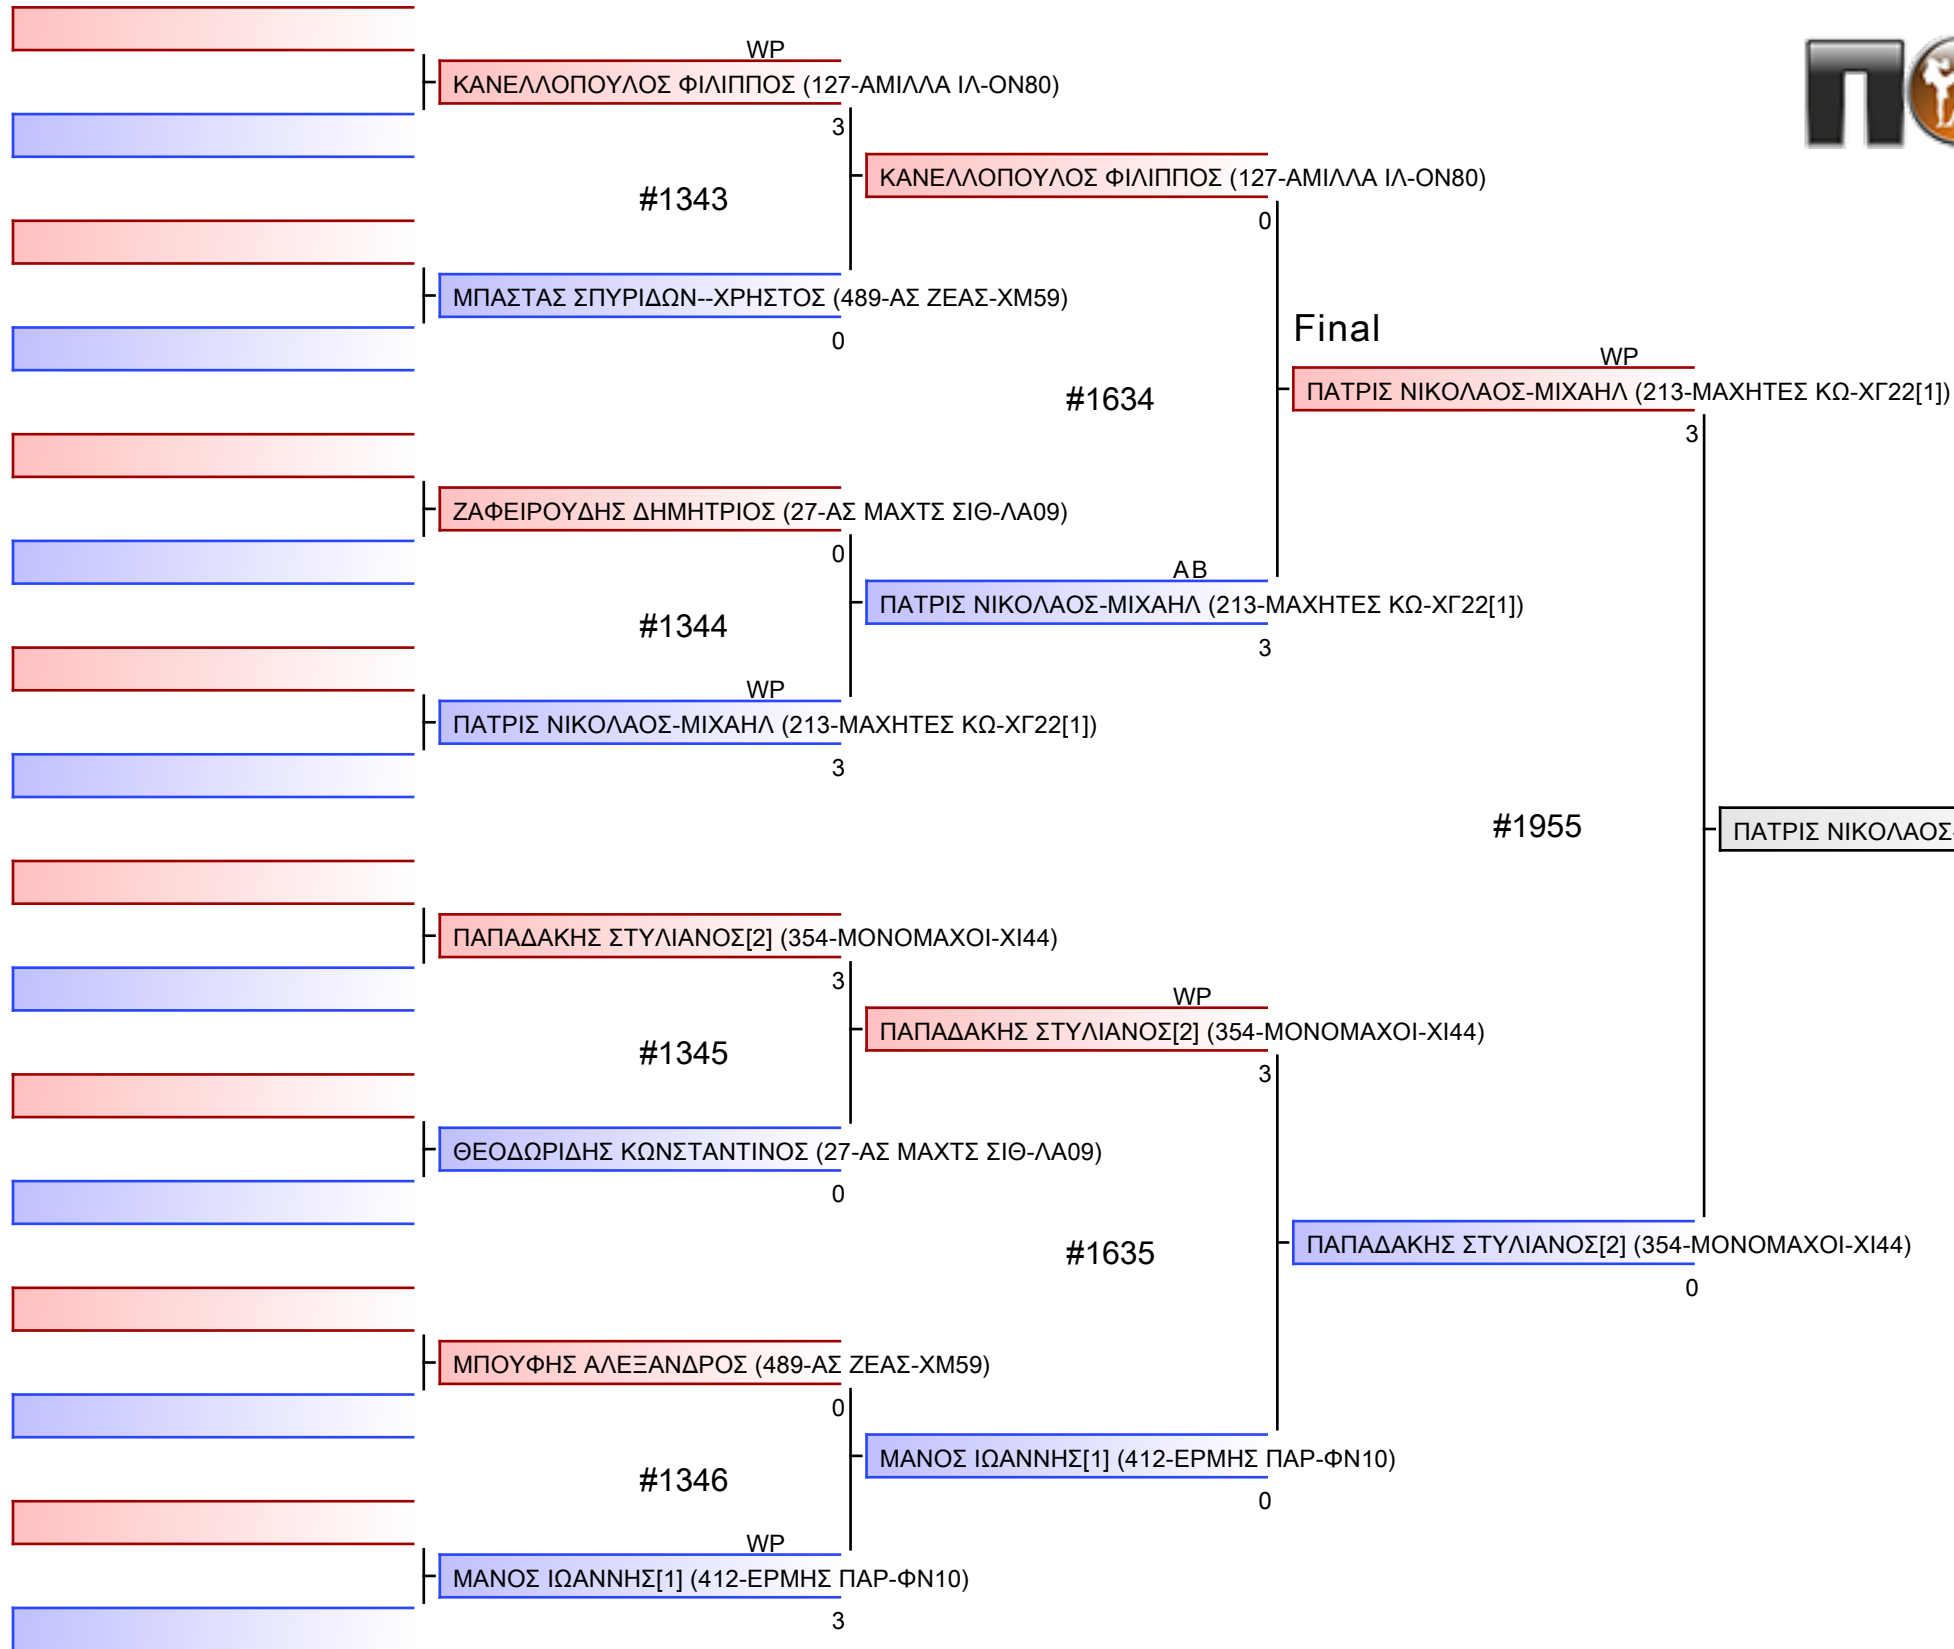 WP
ΚΑΝΕΛΛΟΠΟΥΛΟΣ ΦΙΛΙΠΠΟΣ (127-ΑΜΙΛΛΑ ΙΛ-ΟΝ80)
3
#1343
ΜΠΑΣΤΑΣ ΣΠΥΡΙΔΩΝ--ΧΡΗΣΤΟΣ (489-ΑΣ ΖΕΑΣ-ΧΜ59)
0
ΖΑΦΕΙΡΟΥΔΗΣ ΔΗΜΗΤΡΙΟΣ (27-ΑΣ ΜΑΧΤΣ ΣΙΘ-ΛΑ09)
0
#1344
WP
ΠΑΤΡΙΣ ΝΙΚΟΛΑΟΣ-ΜΙΧΑΗΛ (213-ΜΑΧΗΤΕΣ ΚΩ-ΧΓ22[1])
3
ΠΑΠΑΔΑΚΗΣ ΣΤΥΛΙΑΝΟΣ[2] (354-ΜΟΝΟΜΑΧΟΙ-ΧΙ44)
3
#1345
ΘΕΟΔΩΡΙΔΗΣ ΚΩΝΣΤΑΝΤΙΝΟΣ (27-ΑΣ ΜΑΧΤΣ ΣΙΘ-ΛΑ09)
0
ΜΠΟΥΦΗΣ ΑΛΕΞΑΝΔΡΟΣ (489-ΑΣ ΖΕΑΣ-ΧΜ59)
0
#1346
WP
ΜΑΝΟΣ ΙΩΑΝΝΗΣ[1] (412-ΕΡΜΗΣ ΠΑΡ-ΦΝ10)
3
ΚΑΝΕΛΛΟΠΟΥΛΟΣ ΦΙΛΙΠΠΟΣ (127-ΑΜΙΛΛΑ ΙΛ-ΟΝ80)
0
#1634
AB
ΠΑΤΡΙΣ ΝΙΚΟΛΑΟΣ-ΜΙΧΑΗΛ (213-ΜΑΧΗΤΕΣ ΚΩ-ΧΓ22[1])
3
WP
ΠΑΠΑΔΑΚΗΣ ΣΤΥΛΙΑΝΟΣ[2] (354-ΜΟΝΟΜΑΧΟΙ-ΧΙ44)
3
#1635
ΜΑΝΟΣ ΙΩΑΝΝΗΣ[1] (412-ΕΡΜΗΣ ΠΑΡ-ΦΝ10)
0
Final
WP
ΠΑΤΡΙΣ ΝΙΚΟΛΑΟΣ-ΜΙΧΑΗΛ (213-ΜΑΧΗΤΕΣ ΚΩ-ΧΓ22[1])
3
#1955
ΠΑΠΑΔΑΚΗΣ ΣΤΥΛΙΑΝΟΣ[2] (354-ΜΟΝΟΜΑΧΟΙ-ΧΙ44)
0
ΠΑΤΡΙΣ ΝΙΚΟΛΑΟΣ-